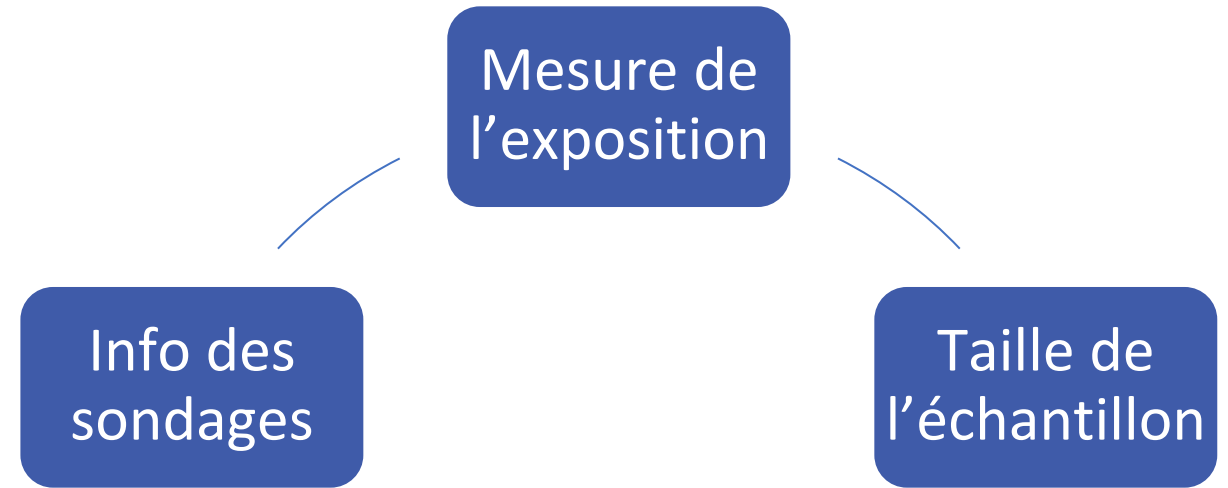 Mesure de
l’exposition
Info des
sondages
Taille de
l’échantillon